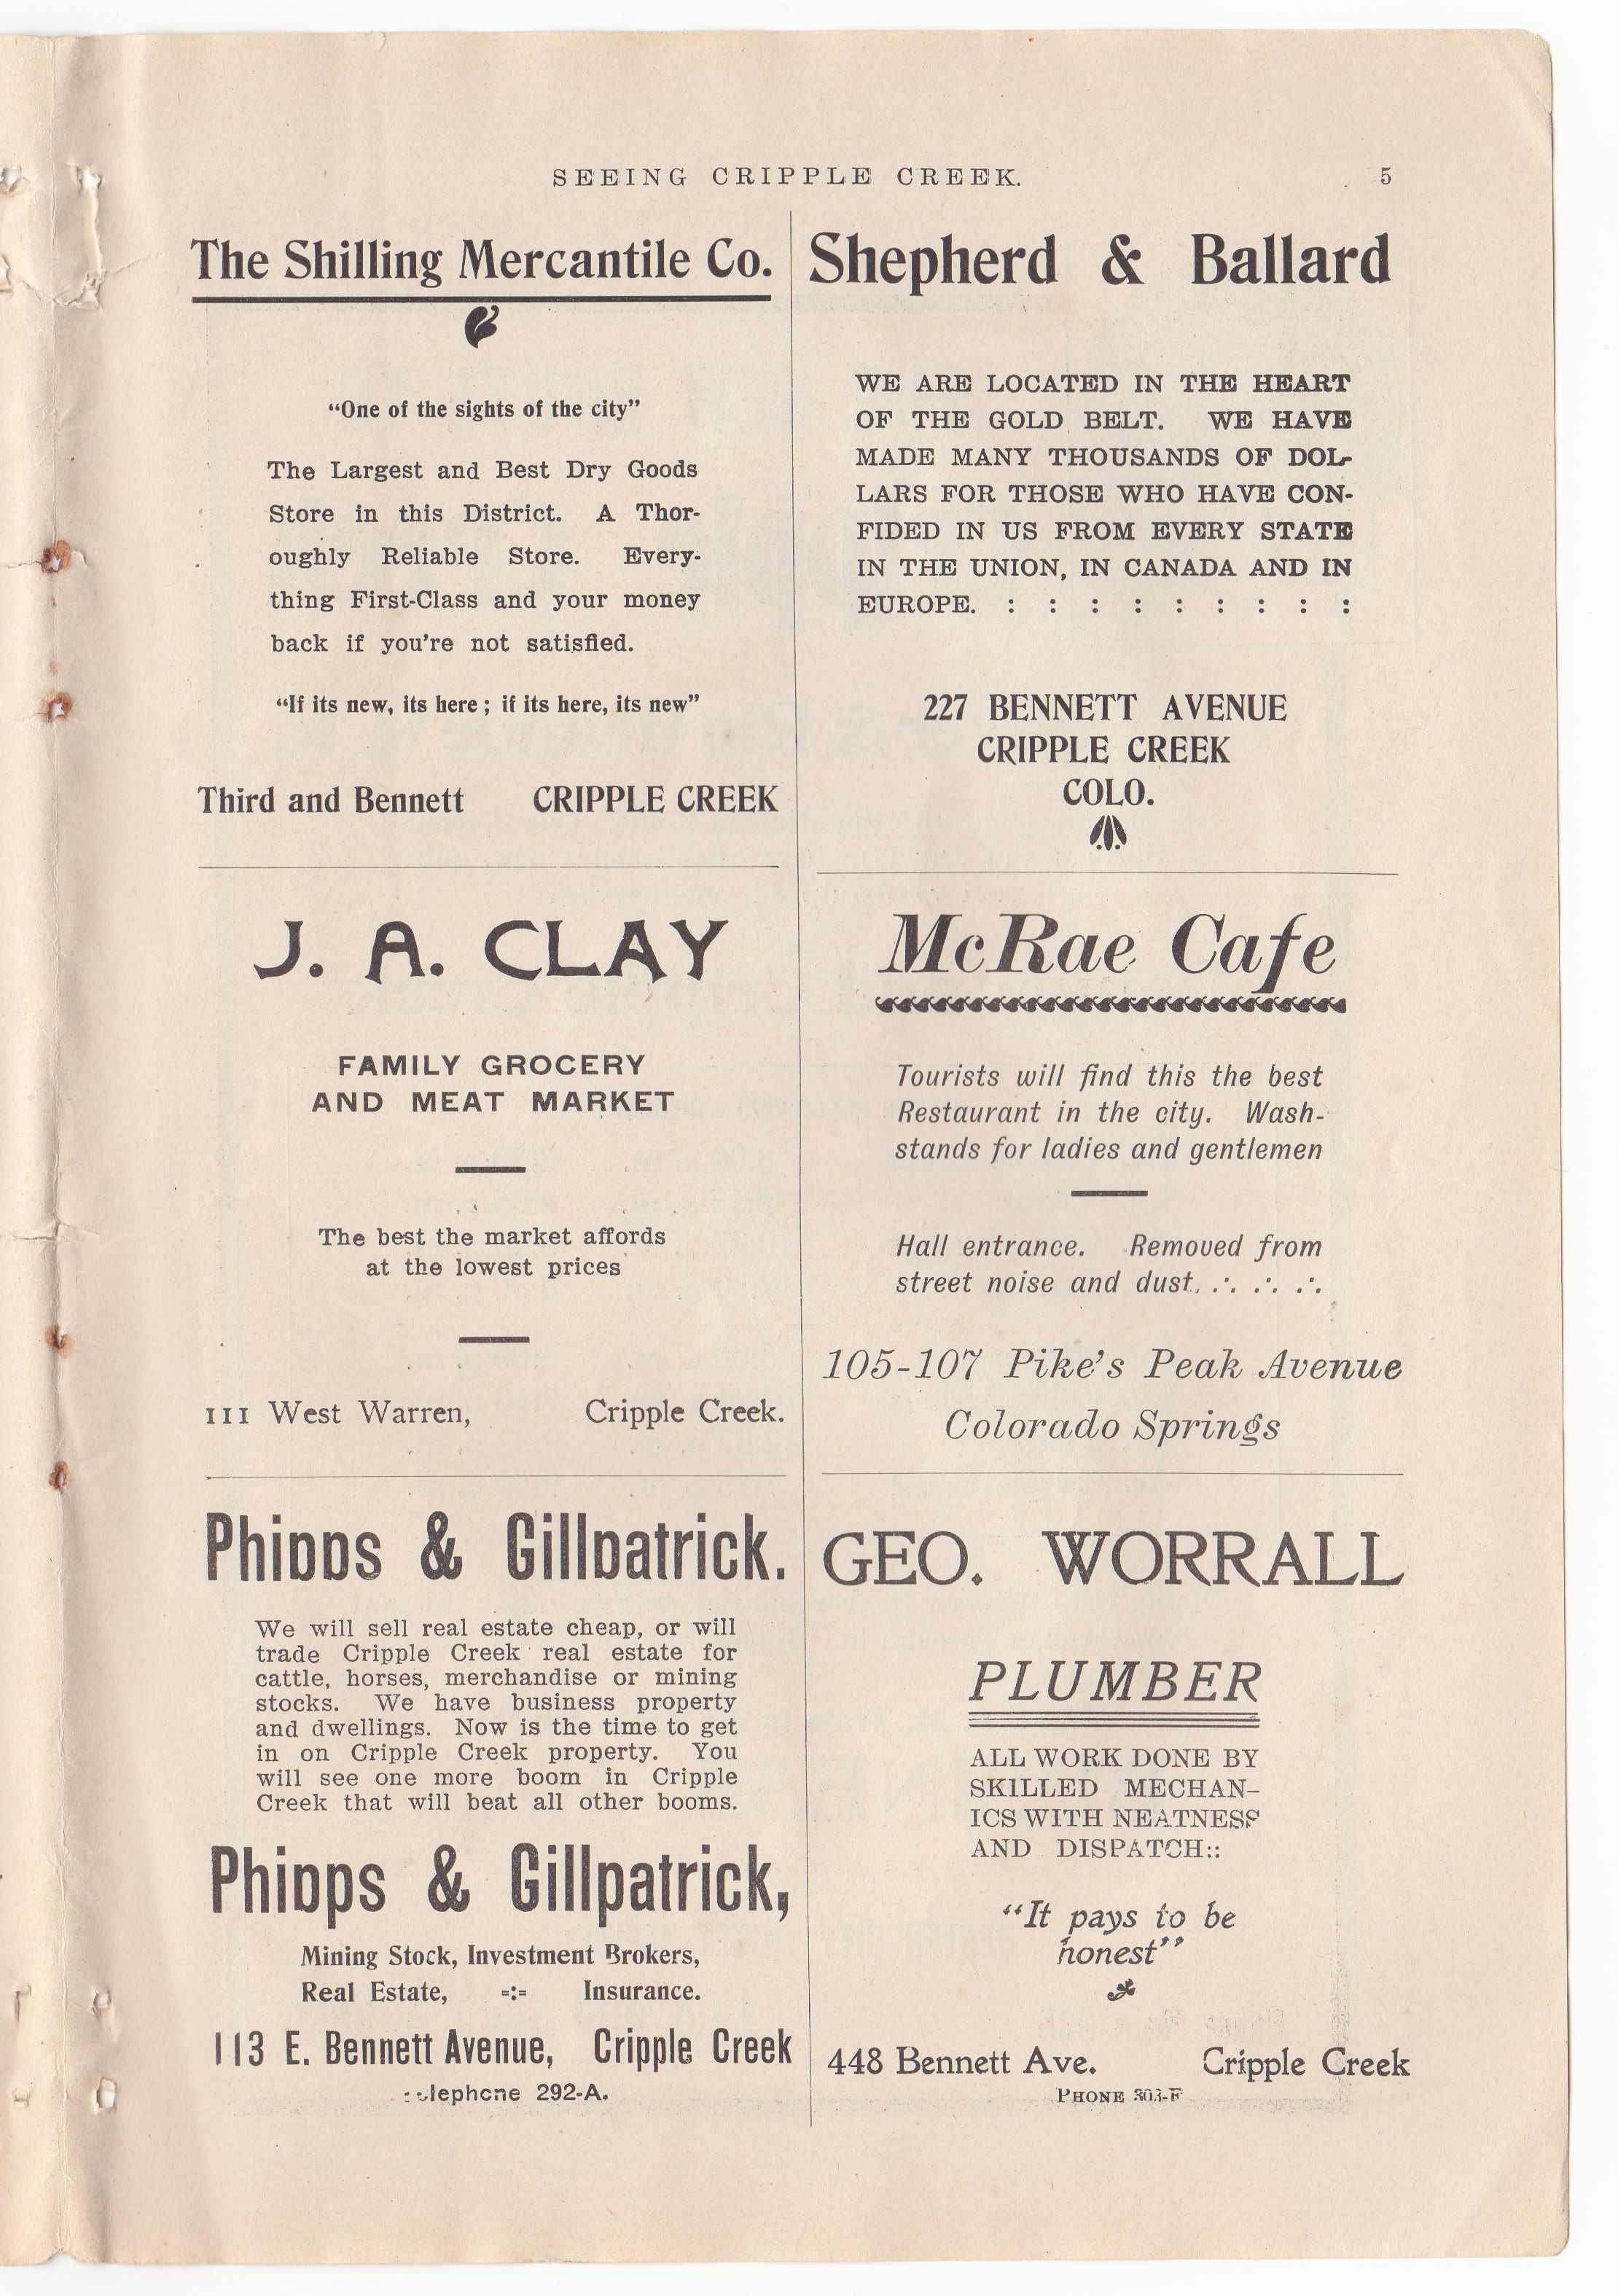 SEEING CRIPPLE CREEK.
5
The Shilling Mercantile Co.
“One of the sights of the city”
The Largest and Best Dry Goods
Store in this District. A Thor-
oughly Reliable Store. Every-
thing First-Class and your money
back if you're not satisfied.
“If its new, its here ; if its here, its new”
Third and Bennett CRIPPLE CREEK
J. A. CLAY
FAMILY GROCERY
AND MEAT MARKET
The best the market affords
at the lowest prices
111 West Warren, Cripple Creek.
Phipps & Gillpatrick.
We will sell real estate cheap, or will
trade Cripple Creek real estate for
cattle, horses, merchandise or mining
stocks. We have business property
and dwellings. Now is the time to get
in on Cripple Creek property. You
will see one more boom in Cripple
Creek that will beat all other booms.
Phipps & Gillpatrick,
Mining Stock, Investment Brokers,
Real Estate, -:- Insurance.
113 E. Bennett Avenue, Cripple Creek
Telephone 292-A.
Shepherd & Ballard
WE ARE LOCATED IN THE HEART
OF THE GOLD BELT. WE HAVE
MADE MANY THOUSANDS OF DOL-
LARS FOR THOSE WHO HAVE CON-
FIDED IN US FROM EVERY STATE
IN THE UNION, IN CANADA AND IN
EUROPE. : : : : : : : : :
227 BENNETT AVENUE
CRIPPLE CREEK
COLO.
McRae Cafe
Tourists will find this the best
Restaurant in the city. Wash-
stands for ladies and gentlemen
Hall entrance. Removed from
street noise and dust. .·. .·. .·.
105-107 Pike's Peak Avenue
Colorado Springs
GEO. WORRALL
PLUMBER
ALL WORK DONE BY
SKILLED MECHAN-
ICS WITH NEATNESS
AND DISPATCH::
“It pays to be
honest”
448 Bennett Ave. Cripple Creek
PHONE